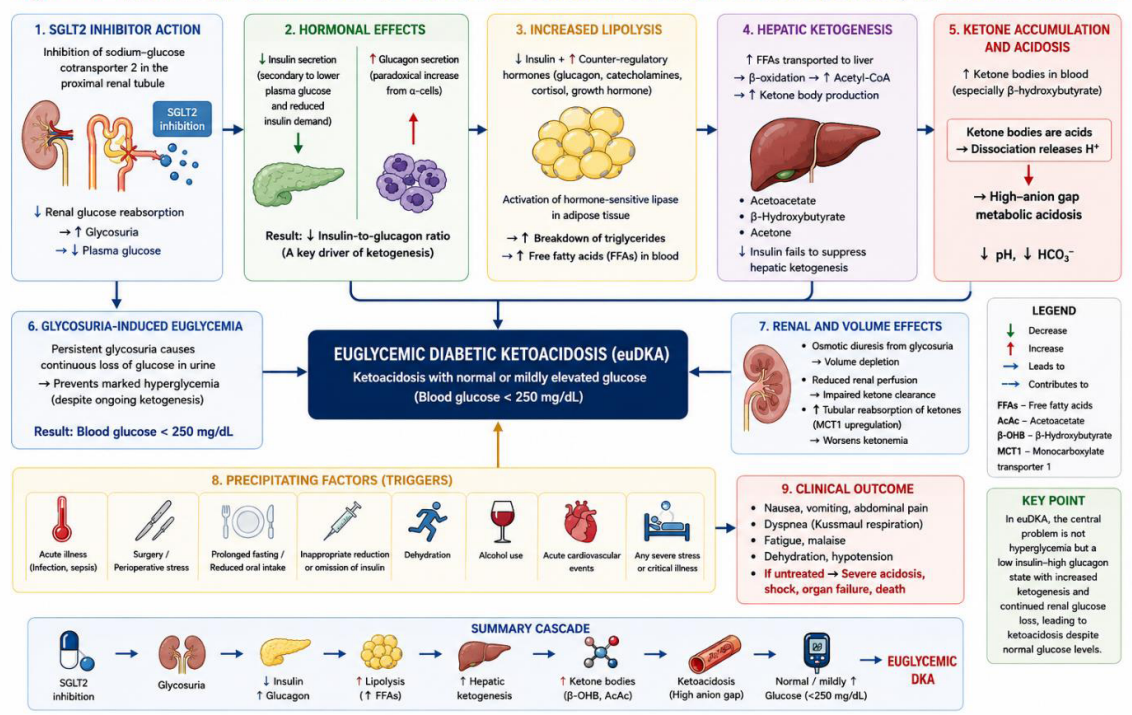 1. SGLT2 INHIBITOR ACTION
Inhibition of sodium–glucose
cotransporter 2 in the
proximal renal tubule
SGLT2
inhibition
↓ Renal glucose reabsorption
→ ↑ Glycosuria
→ ↓ Plasma glucose
2. HORMONAL EFFECTS
↓ Insulin secretion
(secondary to lower
plasma glucose
and reduced
insulin demand)
↑ Glucagon secretion
(paradoxical increase
from α-cells)
Result: ↓ Insulin-to-glucagon ratio
(A key driver of ketogenesis)
3. INCREASED LIPOLYSIS
↓ Insulin + ↑ Counter-regulatory
hormones (glucagon, catecholamines,
cortisol, growth hormone)
Activation of hormone-sensitive lipase
in adipose tissue
→ ↑ Breakdown of triglycerides
→ ↑ Free fatty acids (FFAs) in blood
4. HEPATIC KETOGENESIS
↑ FFAs transported to liver
→ β-oxidation → ↑ Acetyl-CoA
→ ↑ Ketone body production
• Acetoacetate
• β-Hydroxybutyrate
• Acetone
↓ Insulin fails to suppress
hepatic ketogenesis
5. KETONE ACCUMULATION
AND ACIDOSIS
↑ Ketone bodies in blood
(especially β-hydroxybutyrate)
Ketone bodies are acids
→ Dissociation releases H⁺
→ High–anion gap
metabolic acidosis
↓ pH, ↓ HCO₃⁻
6. GLYCOSURIA-INDUCED EUGLYCEMIA
Persistent glycosuria causes
continuous loss of glucose in urine
→ Prevents marked hyperglycemia
(despite ongoing ketogenesis)
Result: Blood glucose < 250 mg/dL
EUGLYCEMIC DIABETIC KETOACIDOSIS (euDKA)
Ketoacidosis with normal or mildly elevated glucose
(Blood glucose < 250 mg/dL)
7. RENAL AND VOLUME EFFECTS
• Osmotic diuresis from glycosuria
→ Volume depletion
• Reduced renal perfusion
→ Impaired ketone clearance
• ↑ Tubular reabsorption of ketones
(MCT1 upregulation)
→ Worsens ketonemia
LEGEND
↓ Decrease
↑ Increase
→ Leads to
⇢ Contributes to
FFAs – Free fatty acids
AcAc – Acetoacetate
β-OHB – β-Hydroxybutyrate
MCT1 – Monocarboxylate
transporter 1
8. PRECIPITATING FACTORS (TRIGGERS)
Acute illness
(Infection, sepsis)
Surgery /
Perioperative stress
Prolonged fasting /
Reduced oral intake
Inappropriate reduction
or omission of insulin
Dehydration
Alcohol use
Acute cardiovascular
events
Any severe stress
or critical illness
9. CLINICAL OUTCOME
• Nausea, vomiting, abdominal pain
• Dyspnea (Kussmaul respiration)
• Fatigue, malaise
• Dehydration, hypotension
• If untreated → Severe acidosis,
shock, organ failure, death
KEY POINT
In euDKA, the central
problem is not
hyperglycemia but a
low insulin–high glucagon
state with increased
ketogenesis and
continued renal glucose
loss, leading to
ketoacidosis despite
normal glucose levels.
SUMMARY CASCADE
SGLT2
inhibition
Glycosuria
↓ Insulin
↑ Glucagon
↑ Lipolysis
(↑ FFAs)
↑ Hepatic
ketogenesis
↑ Ketone bodies
(β-OHB, AcAc)
Ketoacidosis
(High anion gap)
Normal / mildly ↑
Glucose (<250 mg/dL)
EUGLYCEMIC
DKA